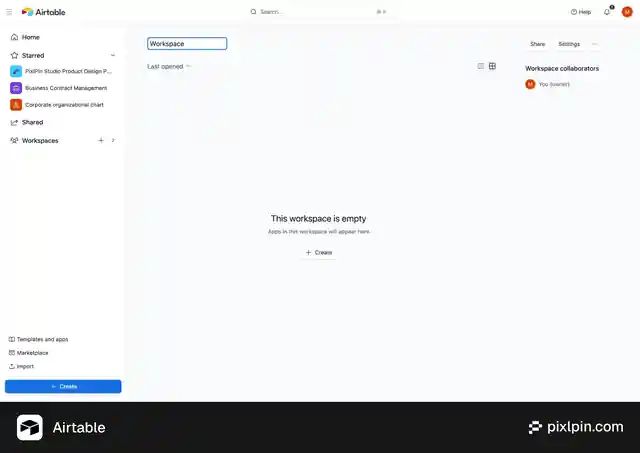 Airtable
Search...
⌘ K
Help
M
Home
Starred
PixlPin Studio Product Design P...
Business Contract Management
Corporate organizational chart
Shared
Workspaces
Workspace
Last opened
Share
Settings
Workspace collaborators
M
You (owner)
This workspace is empty
Apps in this workspace will appear here.
+ Create
Templates and apps
Marketplace
Import
+ Create
Airtable
pixlpin.com